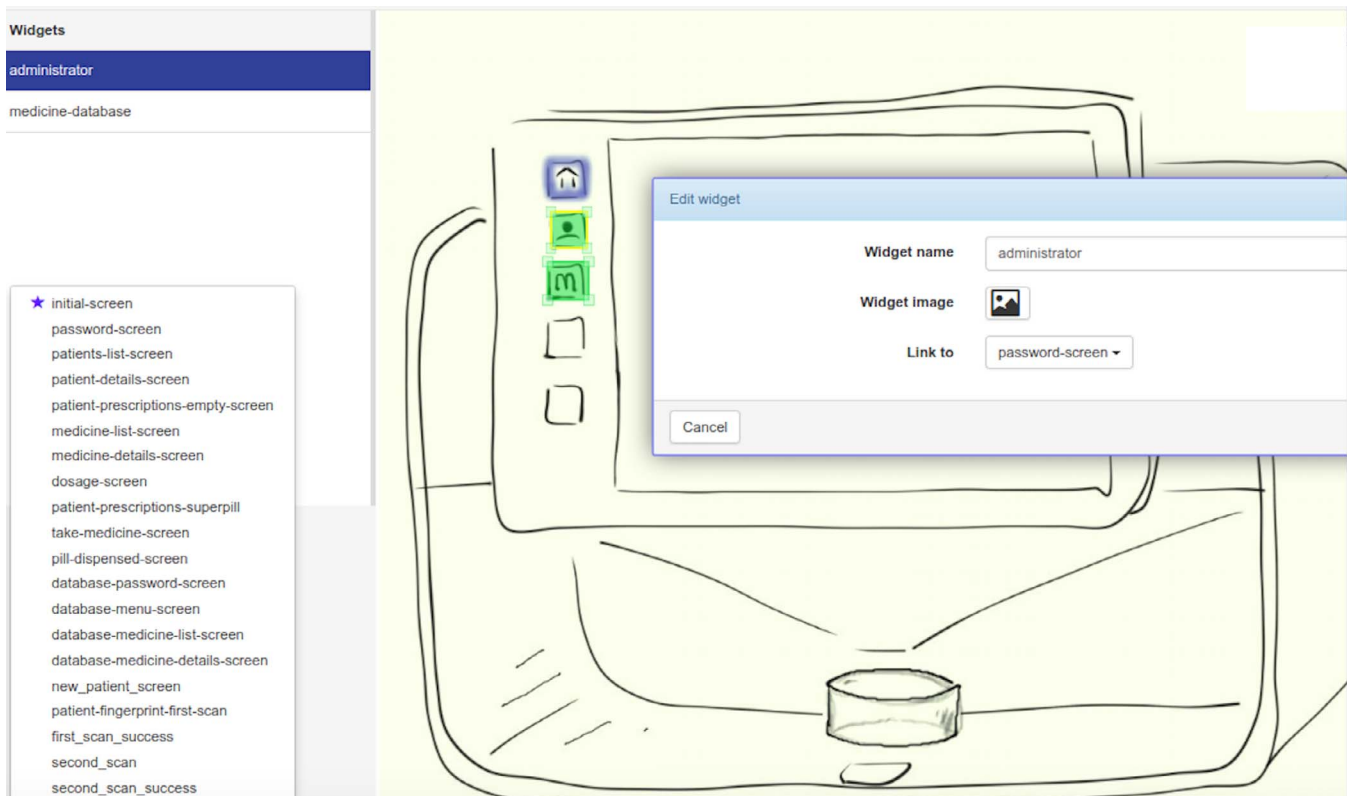 Widgets
administrator
medicine-database
initial-screen
password-screen
patients-list-screen
patient-details-screen
patient-prescriptions-empty-screen
medicine-list-screen
medicine-details-screen
dosage-screen
patient-prescriptions-superpill
take-medicine-screen
pill-dispensed-screen
database-password-screen
database-menu-screen
database-medicine-list-screen
database-medicine-details-screen
new_patient_screen
patient-fingerprint-first-scan
first_scan_success
second_scan
second_scan_success
m
Edit widget
Widget name administrator
Widget image
Link to password-screen
Cancel